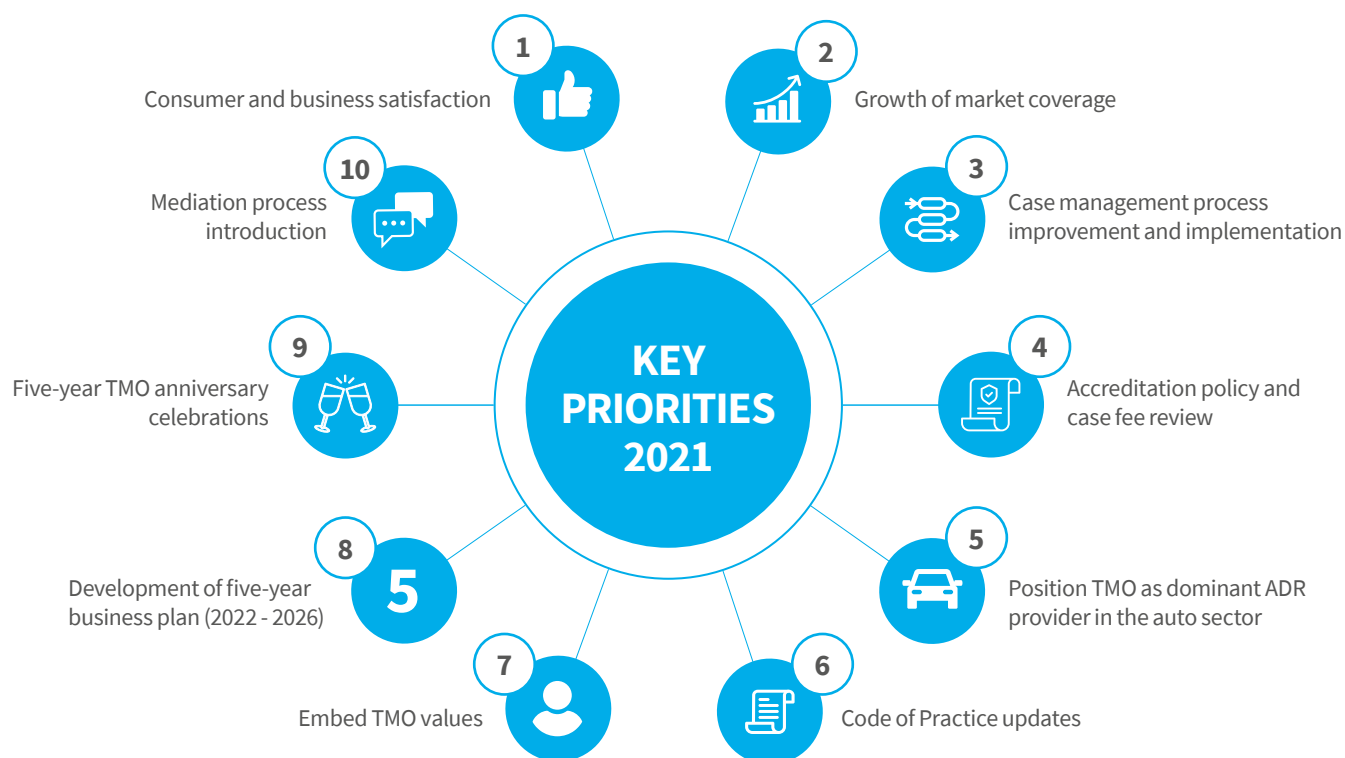 KEY
PRIORITIES
2021
1
Consumer and business satisfaction
2
Growth of market coverage
3
Case management process
improvement and implementation
4
Accreditation policy and
case fee review
5
Position TMO as dominant ADR
provider in the auto sector
6
Code of Practice updates
7
Embed TMO values
8
5
Development of five-year
business plan (2022 - 2026)
9
Five-year TMO anniversary
celebrations
10
Mediation process
introduction